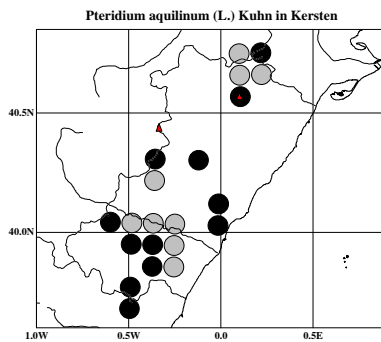 Pteridium aquilinum (L.) Kuhn in Kersten
40.5N
40.0N
1.0W
0.5W
0.0
0.5E